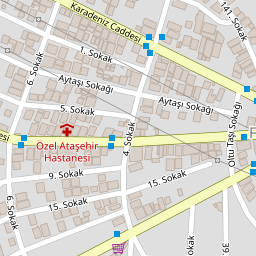 Karadeniz Caddesi
141. Sokak
1. Sokak
6. Sokak
Aytaşı Sokağı
Aytaşı Sokağı
5. Sokak
Oltu Taşı Sokağı
Özel Ataşehir
Hastanesi
4. Sokak
9. Sokak
15. Sokak
15. Sokak
6. Sokak
39